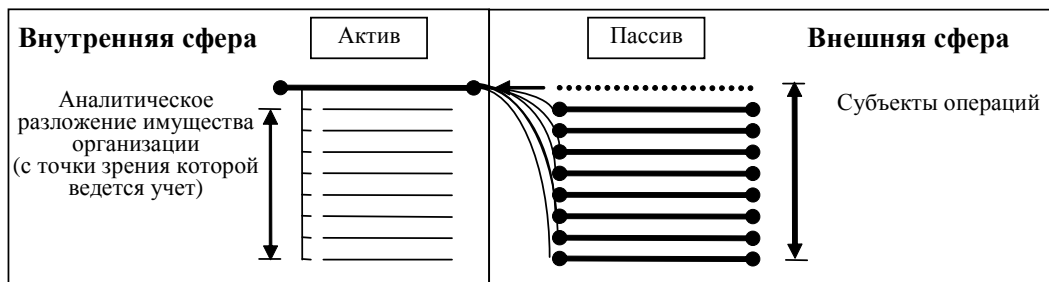 Внутренняя сфера
Актив
Аналитическое
разложение имущества
организации
(с точки зрения которой
ведется учет)
Пассив
Внешняя сфера
Субъекты операций